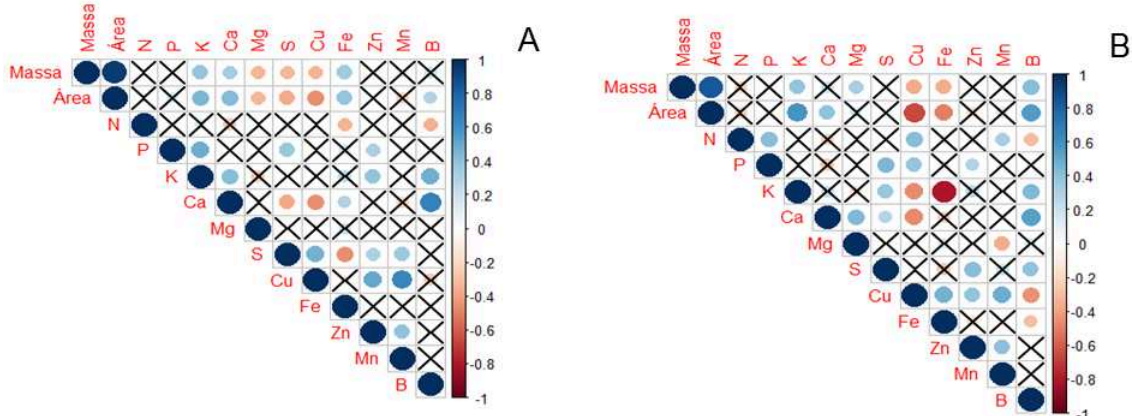 Massa Área N P K Ca Mg S Cu Fe Zn Mn B
A
Massa
Área
N
P
K
Ca
Mg
S
Cu
Fe
Zn
Mn
B
1
0.8
0.6
0.4
0.2
0
-0.2
-0.4
-0.6
-0.8
-1
Massa Área N P K Ca Mg S Cu Fe Zn Mn B
B
Massa
Área
N
P
K
Ca
Mg
S
Cu
Fe
Zn
Mn
B
1
0.8
0.6
0.4
0.2
0
-0.2
-0.4
-0.6
-0.8
-1